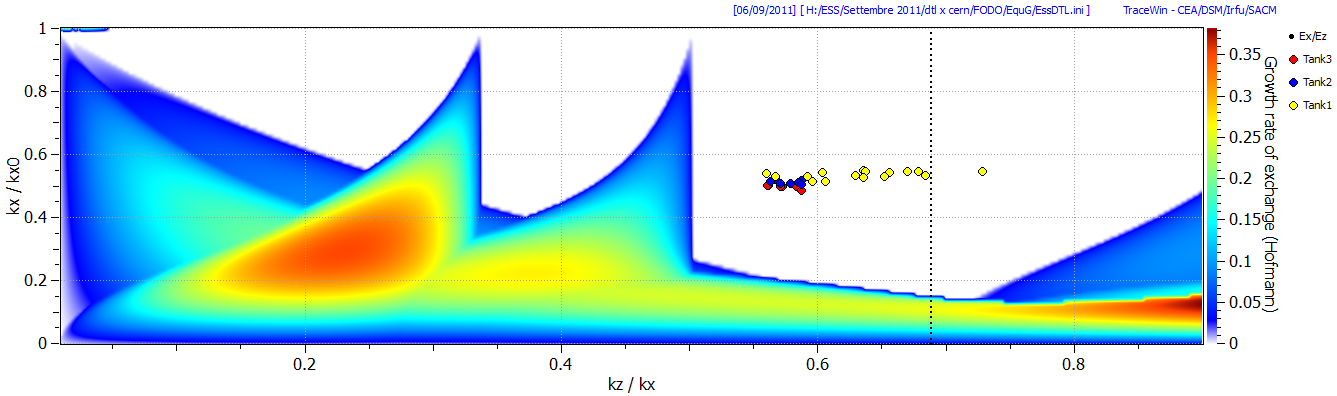 [06/09/2011] [ H:/ESS/Settembre 2011/dtl x cern/FODO/EquG/EssDTL.ini ] TraceWin - CEA/DSM/Irfu/SACM
1
0.8
0.6
0.4
0.2
0
kx / kx0
0.2 0.4 0.6 0.8
kz / kx
0.35
0.3
0.25
0.2
0.15
0.1
0.05
0
Growth rate of exchange (Hofmann)
Ex/Ez
Tank3
Tank2
Tank1